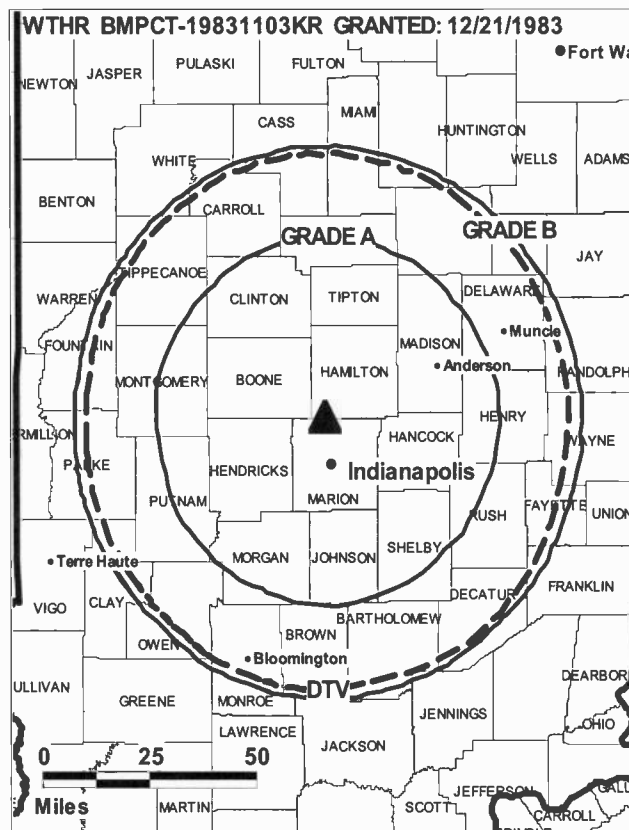 WTHR BMPCT-19831103KR GRANTED: 12/21/1983
Fort Wa
PULASKI
FULTON
JASPER
NEWTON
MIAMI
CASS
HUNTINGTON
WHITE
WELLS
ADAMS
BENTON
CARROLL
GRADE A
GRADE B
JAY
TIPPECANOE
DELAWARE
CLINTON
TIPTON
WARREN
Muncie
FOUNTAIN
MADISON
Anderson
RANDOLPH
MONTGOMERY
BOONE
HAMILTON
HENRY
HANCOCK
WAYNE
RMILLION
PARKE
HENDRICKS
Indianapolis
PUTNAM
MARION
RUSH
FAYETTE
UNION
SHELBY
MORGAN
JOHNSON
Terre Haute
FRANKLIN
DECATUR
CLAY
VIGO
BARTHOLOMEW
BROWN
OWEN
Bloomington
DEARBOR
ULLIVAN
DTV
GREENE
MONROE
JENNINGS
OHIO
LAWRENCE
JACKSON
0 25 50
JEFFERSON
GALL
Miles
MARTIN
SCOTT
CARROLL